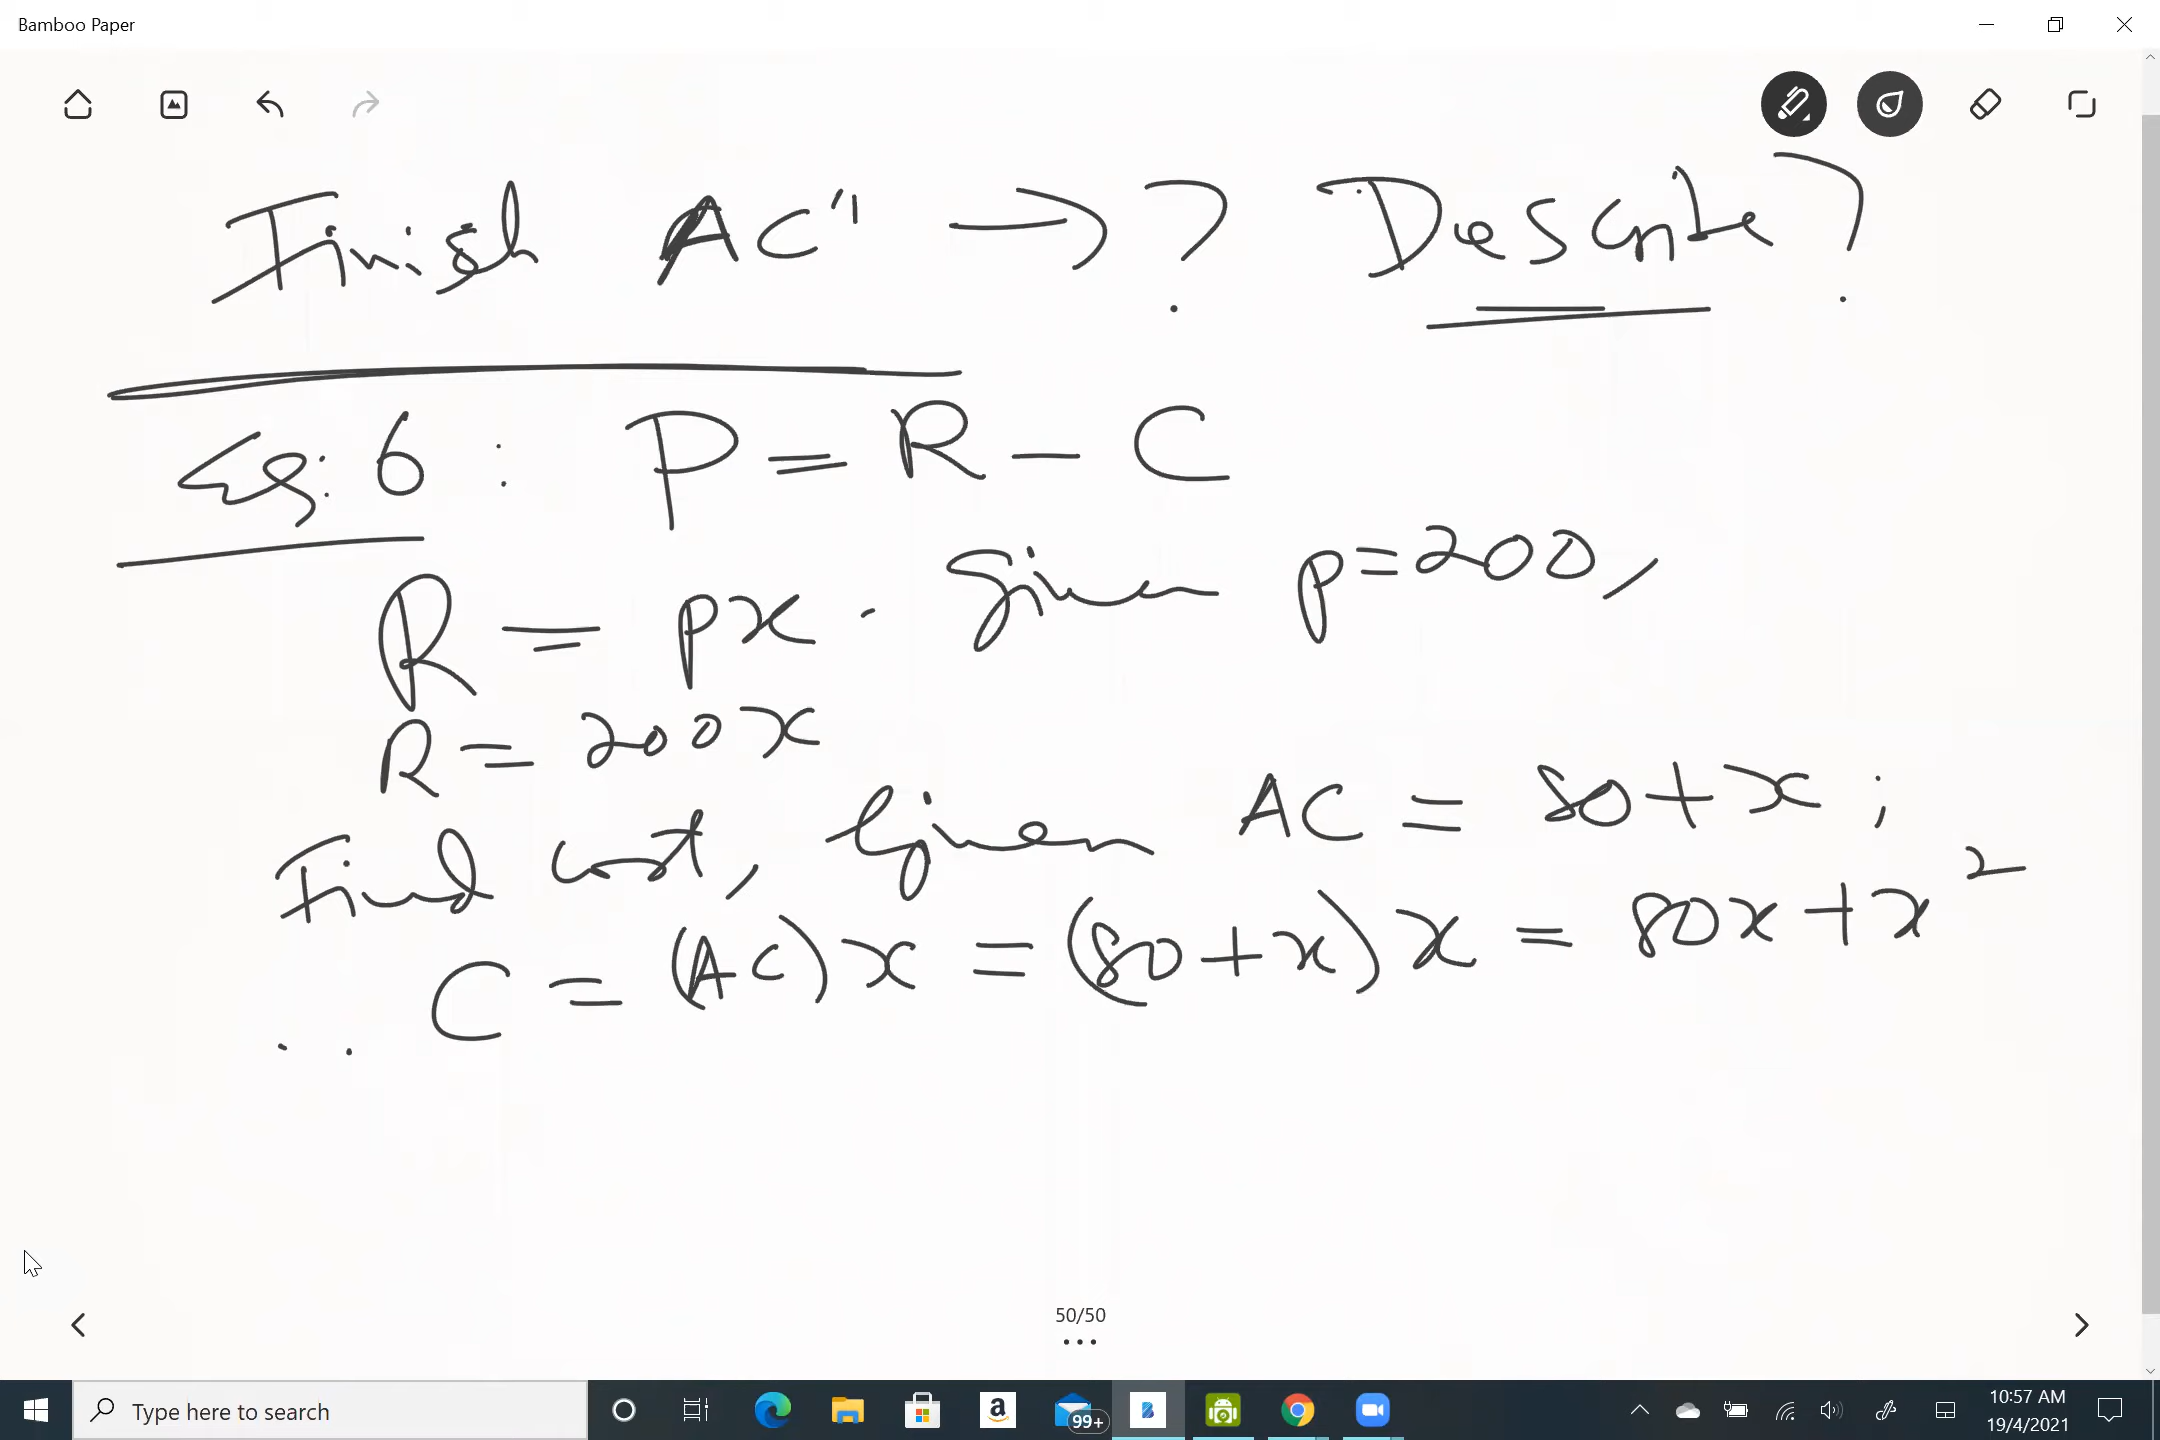 Bamboo Paper
Finish AC'' → ? Describe ?
Eg: 6 : P = R - C
R = px . Given p = 200,
R = 200x
Find cost, Given AC = 80 + x ;
C = (AC)x = (80+x)x = 80x + x²
50/50
Type here to search
99+
10:57 AM
19/4/2021